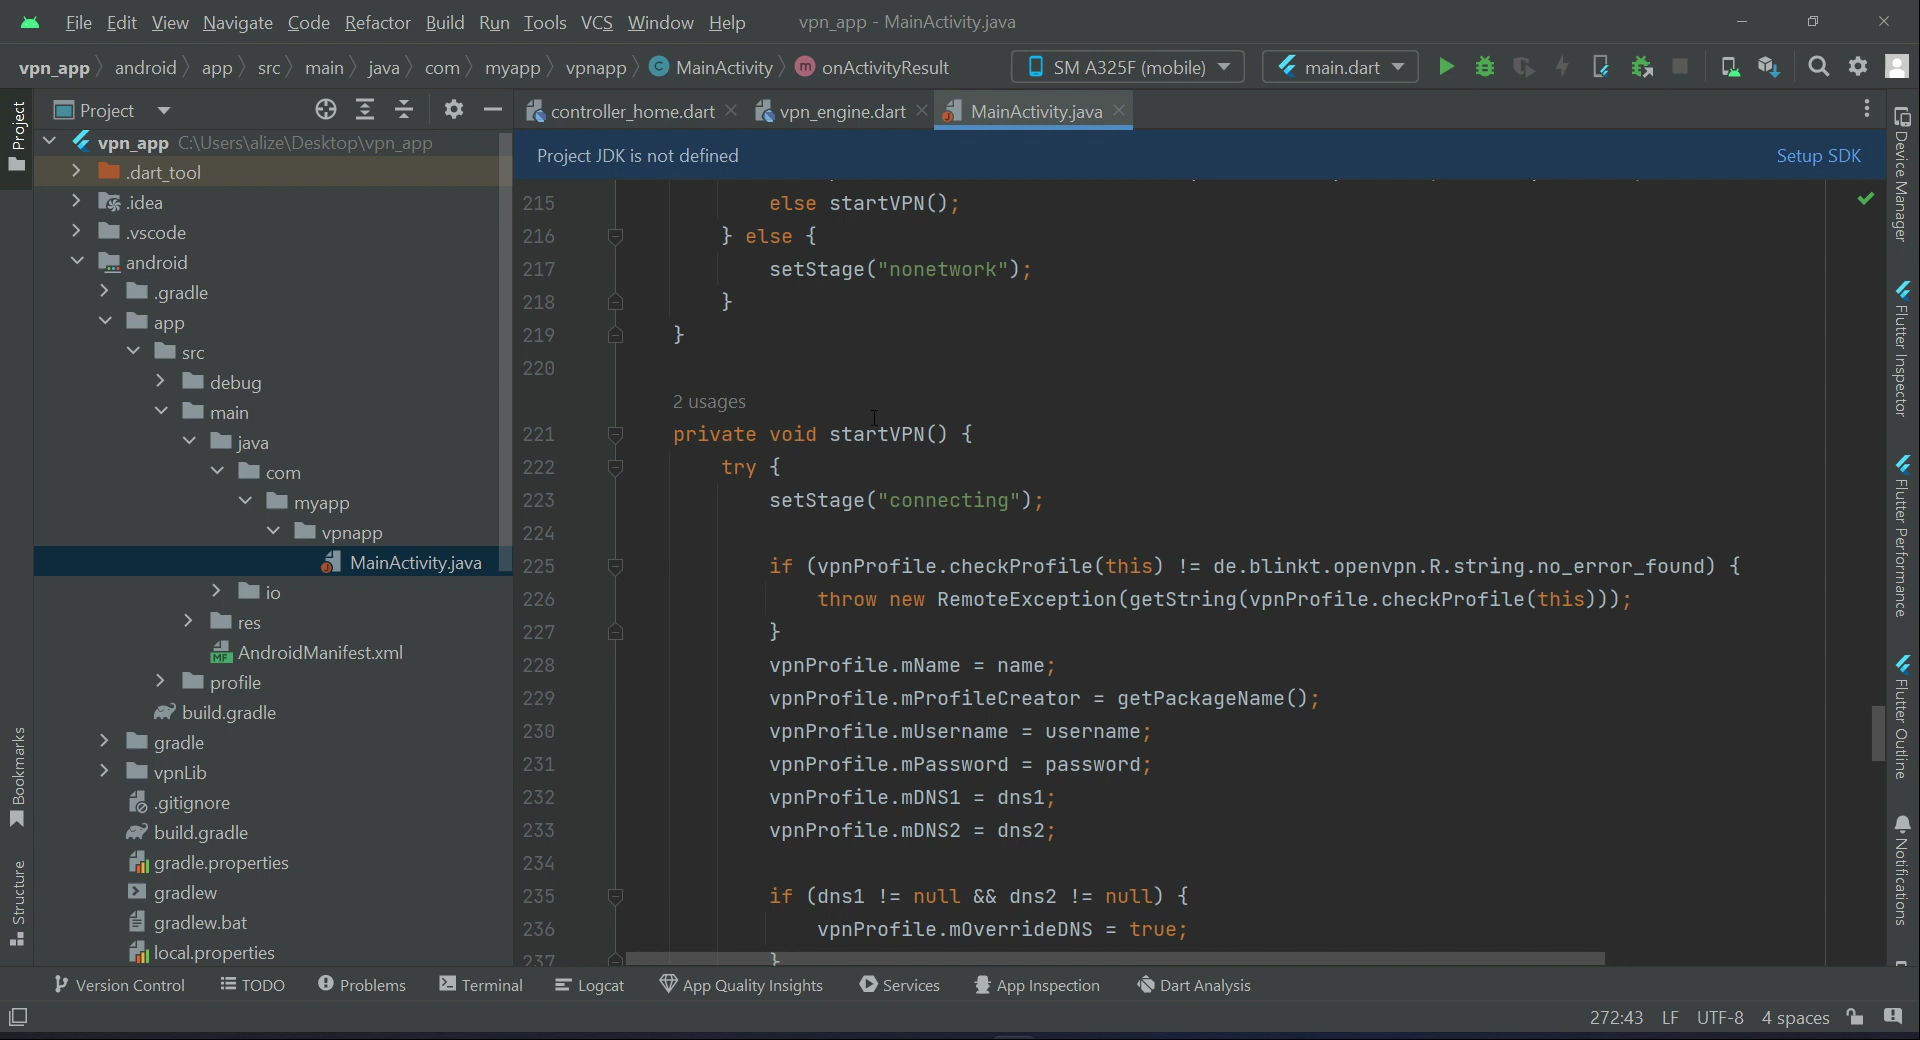 File Edit View Navigate Code Refactor Build Run Tools VCS Window Help vpn_app - MainActivity.java
vpn_app android app src main java com myapp vpnapp C MainActivity m onActivityResult SM A325F (mobile) main.dart
Project
controller_home.dart vpn_engine.dart MainActivity.java
Project
vpn_app C:\Users\alize\Desktop\vpn_app
.dart_tool
.idea
.vscode
android
.gradle
app
src
debug
main
java
com
myapp
vpnapp
MainActivity.java
io
res
MF AndroidManifest.xml
profile
build.gradle
gradle
vpnLib
.gitignore
build.gradle
gradle.properties
gradlew
gradlew.bat
local.properties
Bookmarks
Structure
Project JDK is not defined Setup SDK
215 else startVPN();
216 } else {
217 setStage("nonetwork");
218 }
219 }
220
2 usages
221 private void startVPN() {
222 try {
223 setStage("connecting");
224
225 if (vpnProfile.checkProfile(this) != de.blinkt.openvpn.R.string.no_error_found) {
226 throw new RemoteException(getString(vpnProfile.checkProfile(this)));
227 }
228 vpnProfile.mName = name;
229 vpnProfile.mProfileCreator = getPackageName();
230 vpnProfile.mUsername = username;
231 vpnProfile.mPassword = password;
232 vpnProfile.mDNS1 = dns1;
233 vpnProfile.mDNS2 = dns2;
234
235 if (dns1 != null && dns2 != null) {
236 vpnProfile.mOverrideDNS = true;
237 }
Device Manager
Flutter Inspector
Flutter Performance
Flutter Outline
Notifications
Version Control TODO Problems Terminal Logcat App Quality Insights Services App Inspection Dart Analysis
272:43 LF UTF-8 4 spaces